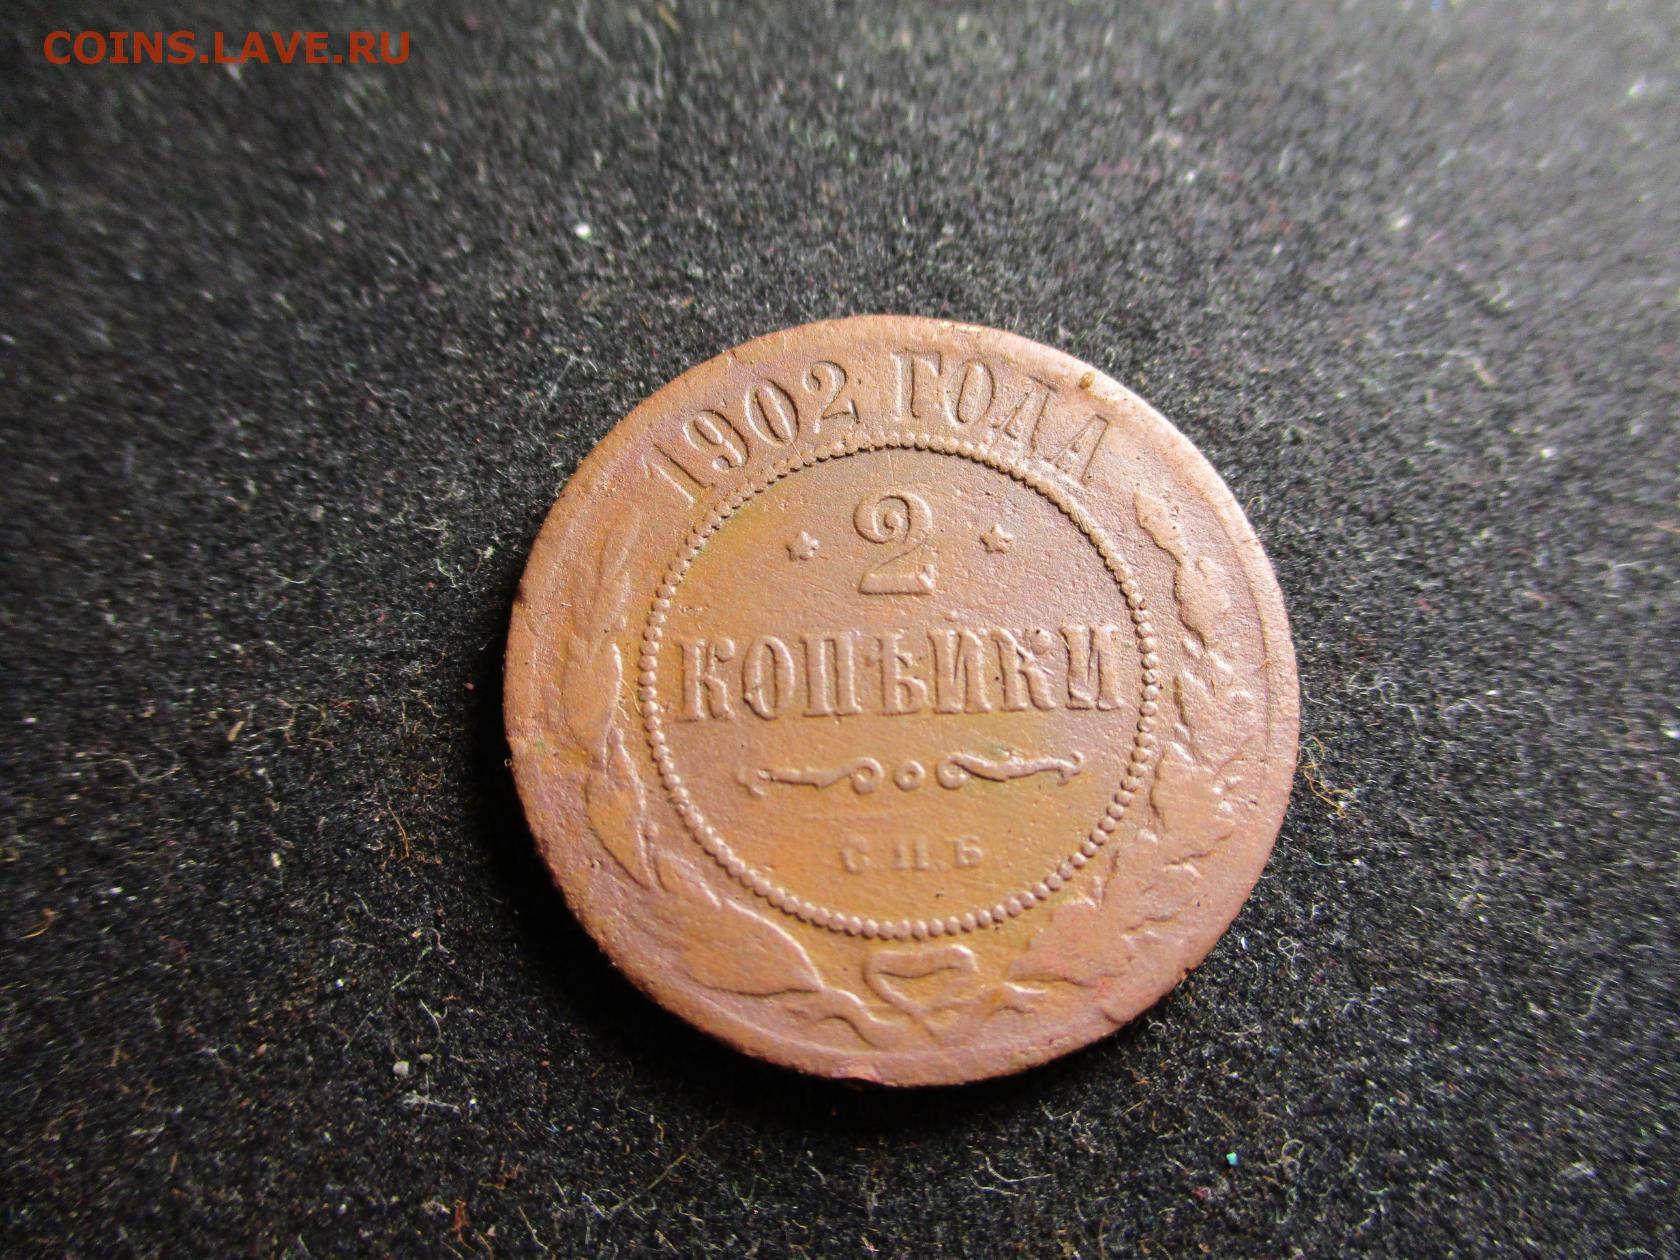 COINS.LAVE.RU
1902 ГОДА
2
КОПѢЙКИ
С.П.Б